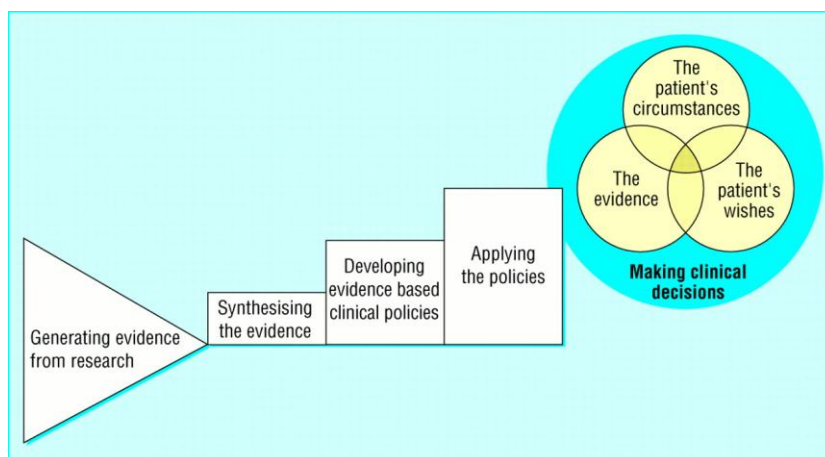 Generating evidence
from research
Synthesising
the evidence
Developing
evidence based
clinical policies
Applying
the policies
The
patient's
circumstances
The
evidence
The
patient's
wishes
Making clinical
decisions